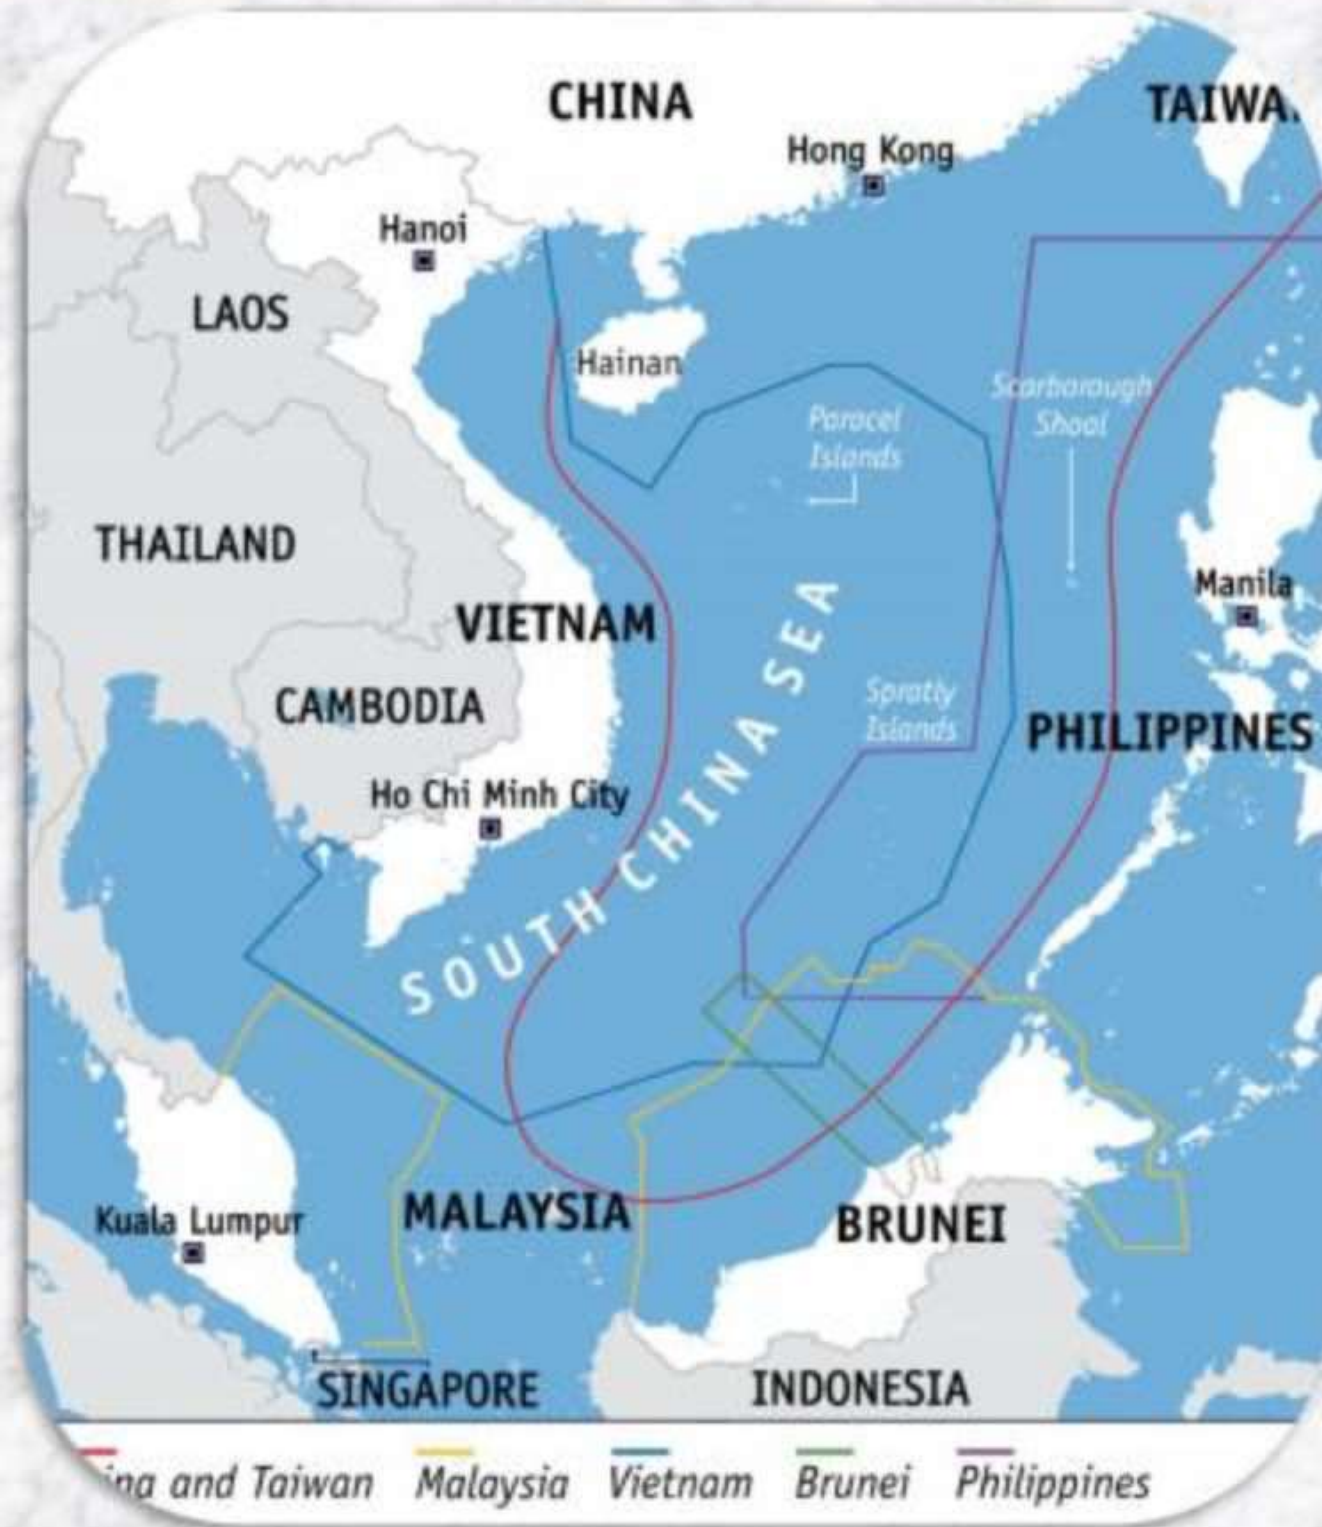 CHINA
TAIWA
Hong Kong
Hanoi
LAOS
Hainan
Scarborough
Shoal
Paracel
Islands
THAILAND
Manila
VIETNAM
SOUTH CHINA SEA
Spratly
Islands
CAMBODIA
PHILIPPINES
Ho Chi Minh City
Kuala Lumpur
MALAYSIA
BRUNEI
SINGAPORE
INDONESIA
ina and Taiwan Malaysia Vietnam Brunei Philippines